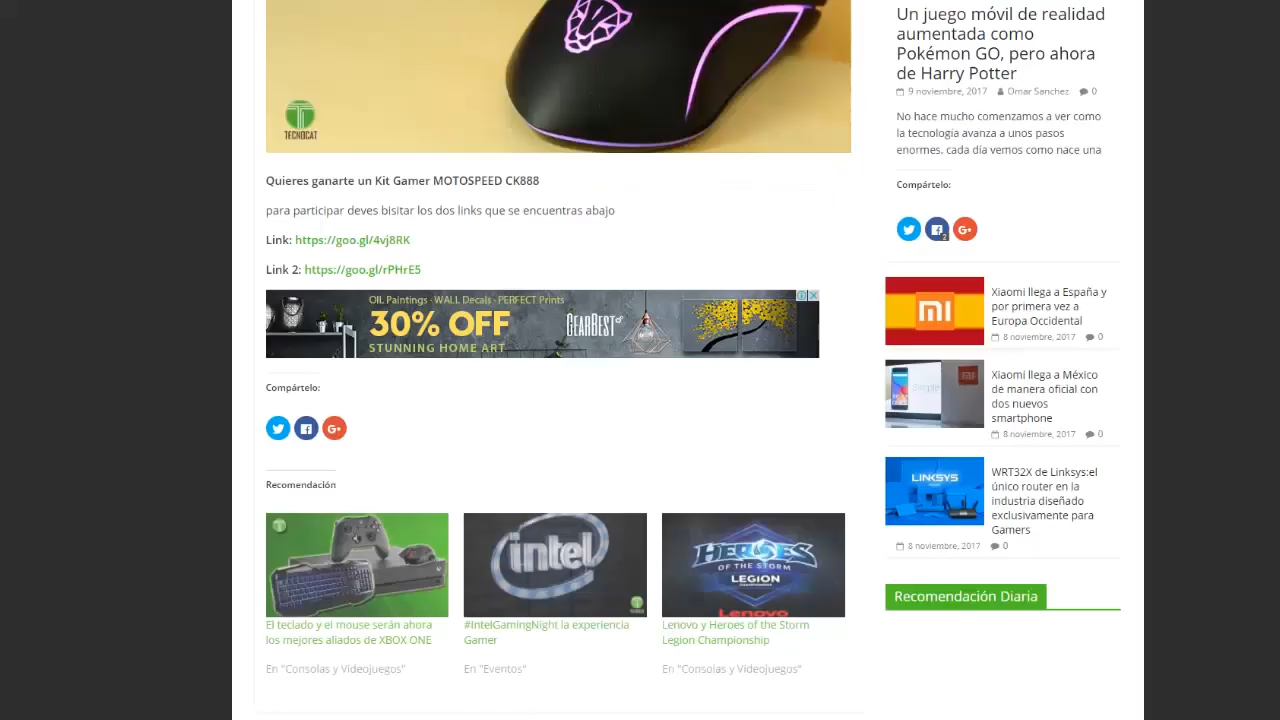 TECNOCAT
Quieres ganarte un Kit Gamer MOTOSPEED CK888
para participar deves bisitar los dos links que se encuentras abajo
Link: https://goo.gl/4vj8RK
Link 2: https://goo.gl/rPHrE5
OIL Paintings · WALL Decals · PERFECT Prints
30% OFF
STUNNING HOME ART
GEARBEST
Compártelo:
Recomendación
intel
HEROES
OF THE STORM
LEGION
Lenovo
El teclado y el mouse serán ahora
los mejores aliados de XBOX ONE
En "Consolas y Videojuegos"
#IntelGamingNight la experiencia
Gamer
En "Eventos"
Lenovo y Heroes of the Storm
Legion Championship
En "Consolas y Videojuegos"
Un juego móvil de realidad
aumentada como
Pokémon GO, pero ahora
de Harry Potter
9 noviembre, 2017 Omar Sanchez 0
No hace mucho comenzamos a ver como
la tecnología avanza a unos pasos
enormes, cada día vemos como nace una
Compártelo:
2
G+
MI
Xiaomi llega a España y
por primera vez a
Europa Occidental
8 noviembre, 2017 0
Xiaomi llega a México
de manera oficial con
dos nuevos
smartphone
8 noviembre, 2017 0
LINKSYS
WRT32X de Linksys:el
único router en la
industria diseñado
exclusivamente para
Gamers
8 noviembre, 2017 0
Recomendación Diaria